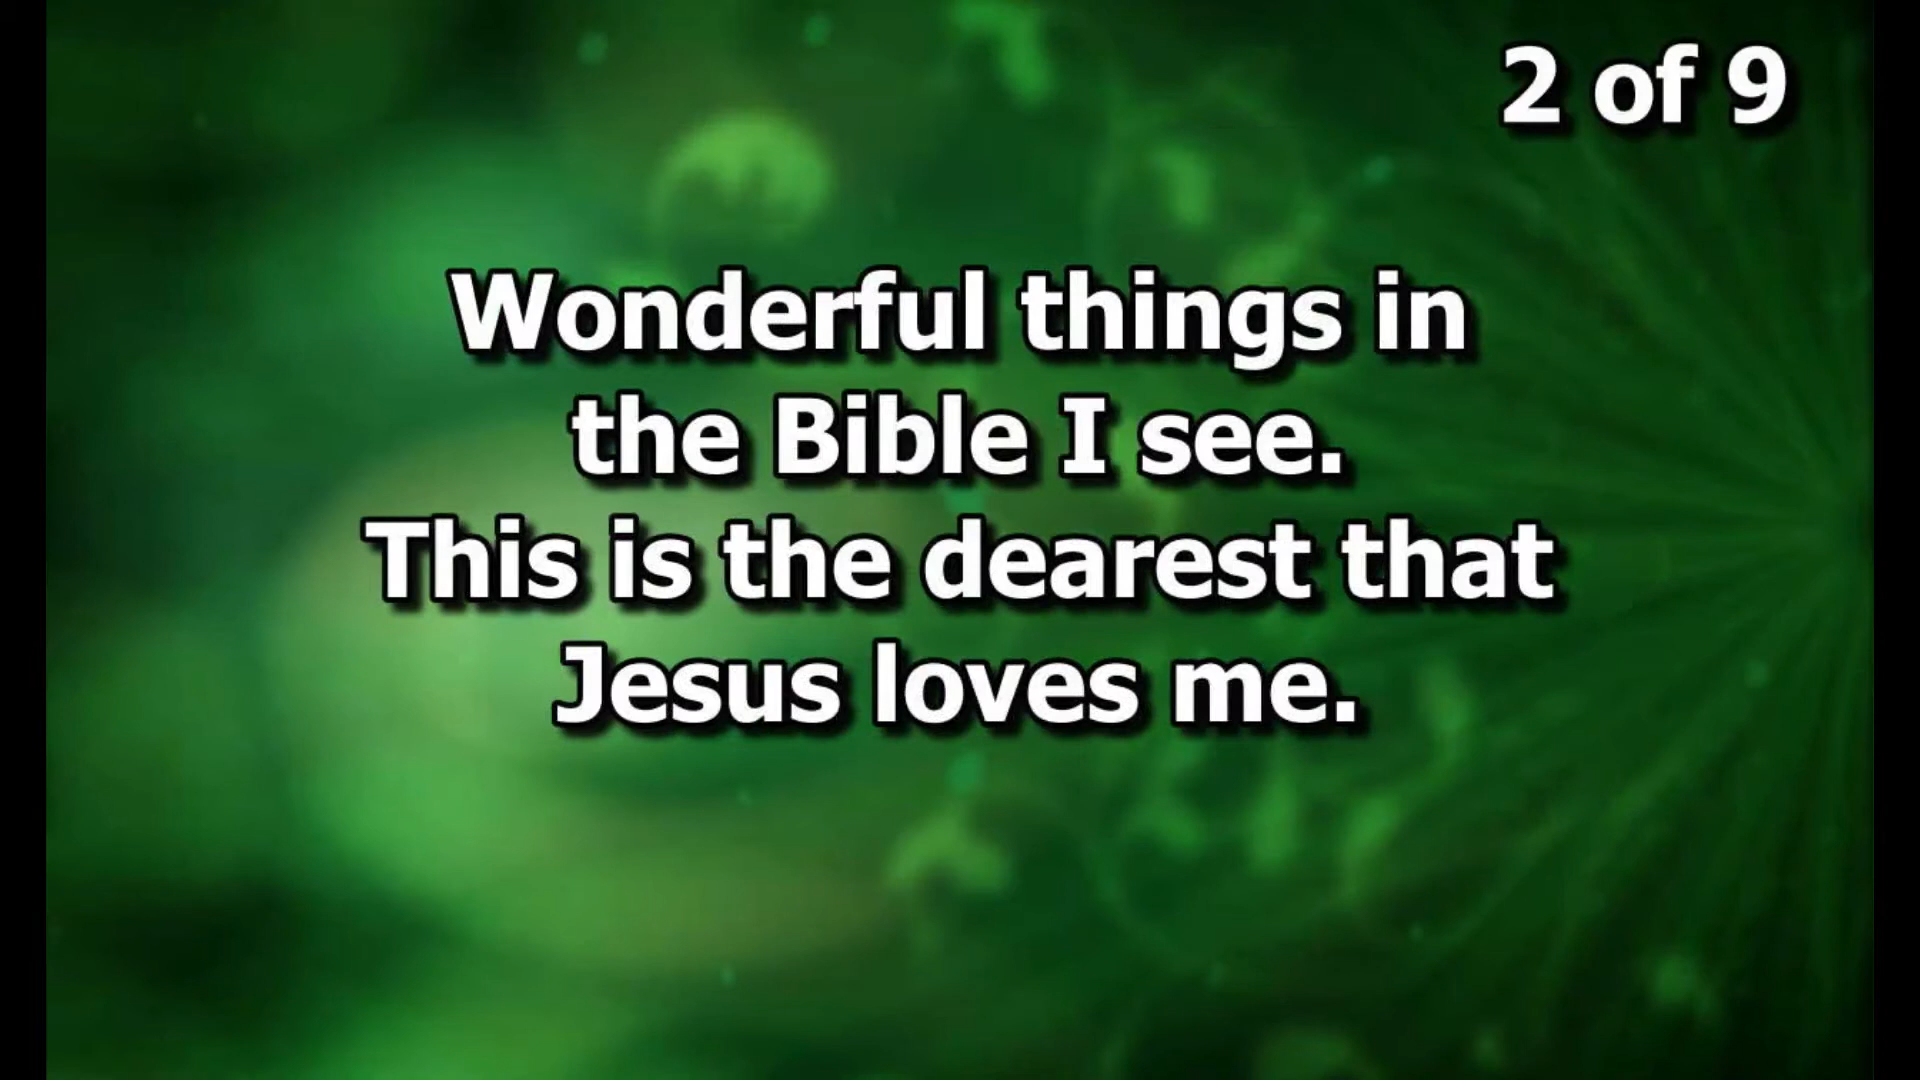 2 of 9
Wonderful things in
the Bible I see.
This is the dearest that
Jesus loves me.